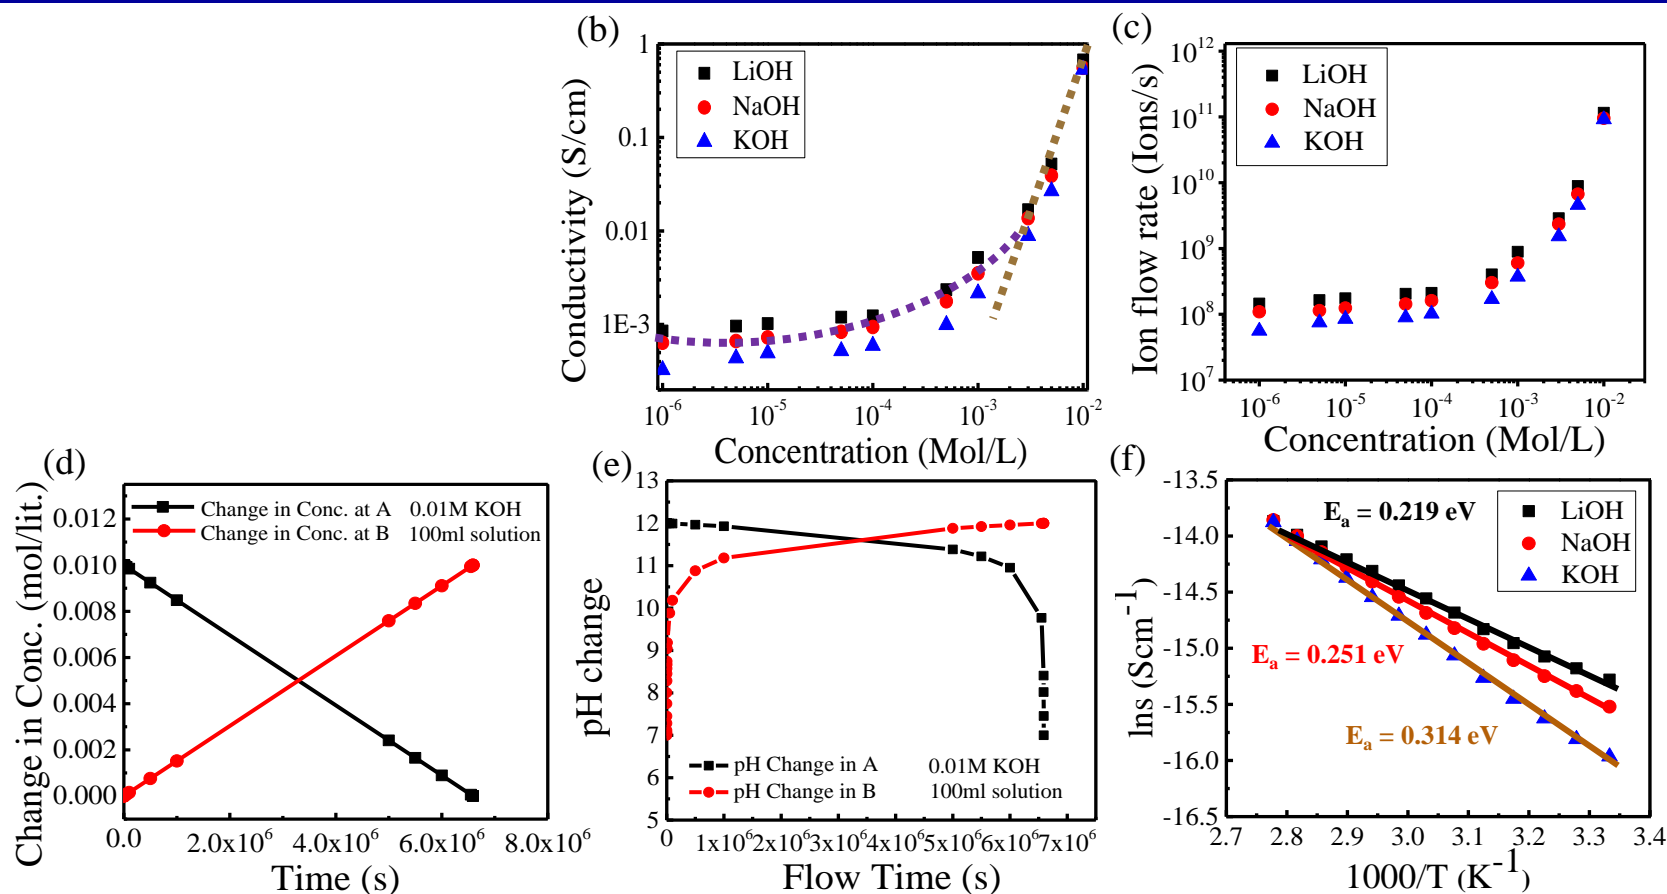 (b)
Conductivity (S/cm)
1
0.1
0.01
1E-3
LiOH
NaOH
KOH
10⁻⁶ 10⁻⁵ 10⁻⁴ 10⁻³ 10⁻²
Concentration (Mol/L)
(c)
Ion flow rate (Ions/s)
10¹²
10¹¹
10¹⁰
10⁹
10⁸
10⁷
LiOH
NaOH
KOH
10⁻⁶ 10⁻⁵ 10⁻⁴ 10⁻³ 10⁻²
Concentration (Mol/L)
(d)
Change in Conc. (mol/lit.)
0.012
0.010
0.008
0.006
0.004
0.002
0.000
Change in Conc. at A 0.01M KOH
Change in Conc. at B 100ml solution
0.0 2.0x10⁶ 4.0x10⁶ 6.0x10⁶ 8.0x10⁶
Time (s)
(e)
pH change
13
12
11
10
9
8
7
6
5
pH Change in A 0.01M KOH
pH Change in B 100ml solution
0 1x10⁶ 2x10⁶ 3x10⁶ 4x10⁶ 5x10⁶ 6x10⁶ 7x10⁶
Flow Time (s)
(f)
lns (Scm⁻¹)
-13.5
-14.0
-14.5
-15.0
-15.5
-16.0
-16.5
Eₐ = 0.219 eV
LiOH
NaOH
KOH
Eₐ = 0.251 eV
Eₐ = 0.314 eV
2.7 2.8 2.9 3.0 3.1 3.2 3.3 3.4
1000/T (K⁻¹)